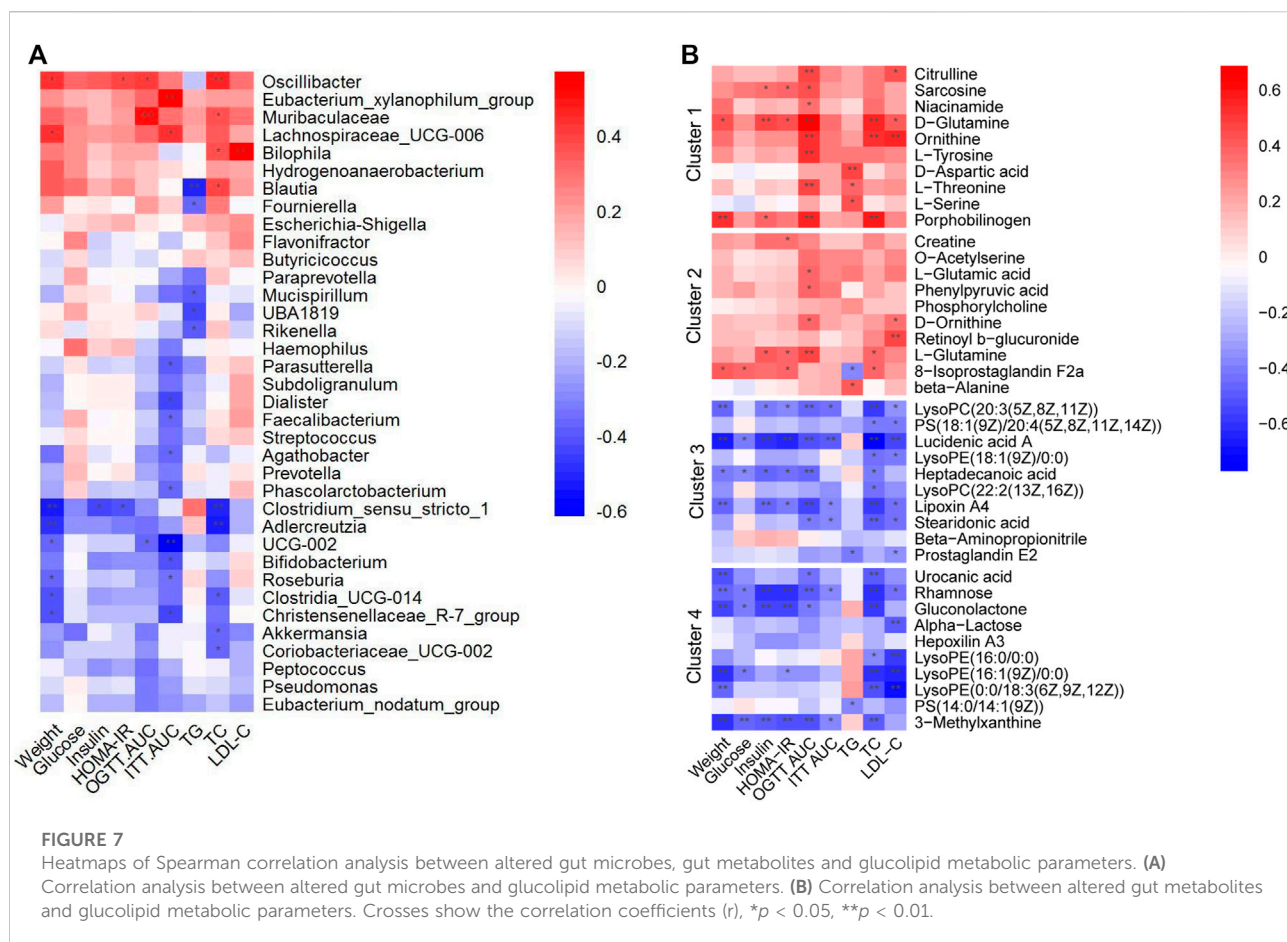 A
Oscillibacter
Eubacterium_xylanophilum_group
Muribaculaceae
Lachnospiraceae_UCG-006
Bilophila
Hydrogenoanaerobacterium
Blautia
Fournierella
Escherichia-Shigella
Flavonifractor
Butyricicoccus
Paraprevotella
Mucispirillum
UBA1819
Rikenella
Haemophilus
Parasutterella
Subdoligranulum
Dialister
Faecalibacterium
Streptococcus
Agathobacter
Prevotella
Phascolarctobacterium
Clostridium_sensu_stricto_1
Adlercreutzia
UCG-002
Bifidobacterium
Roseburia
Clostridia_UCG-014
Christensenellaceae_R-7_group
Akkermansia
Coriobacteriaceae_UCG-002
Peptococcus
Pseudomonas
Eubacterium_nodatum_group
Weight
Glucose
Insulin
HOMA-IR
OGTT.AUC
ITT.AUC
TG
TC
LDL-C
0.4
0.2
0
-0.2
-0.4
-0.6
B
Cluster 1
Citrulline
Sarcosine
Niacinamide
D−Glutamine
Ornithine
L−Tyrosine
D−Aspartic acid
L−Threonine
L−Serine
Porphobilinogen
Cluster 2
Creatine
O−Acetylserine
L−Glutamic acid
Phenylpyruvic acid
Phosphorylcholine
D−Ornithine
Retinoyl b−glucuronide
L−Glutamine
8−Isoprostaglandin F2a
beta−Alanine
Cluster 3
LysoPC(20:3(5Z,8Z,11Z))
PS(18:1(9Z)/20:4(5Z,8Z,11Z,14Z))
Lucidenic acid A
LysoPE(18:1(9Z)/0:0)
Heptadecanoic acid
LysoPC(22:2(13Z,16Z))
Lipoxin A4
Stearidonic acid
Beta−Aminopropionitrile
Prostaglandin E2
Cluster 4
Urocanic acid
Rhamnose
Gluconolactone
Alpha−Lactose
Hepoxilin A3
LysoPE(16:0/0:0)
LysoPE(16:1(9Z)/0:0)
LysoPE(0:0/18:3(6Z,9Z,12Z))
PS(14:0/14:1(9Z))
3−Methylxanthine
Weight
Glucose
Insulin
HOMA−IR
OGTT AUC
ITT AUC
TG
TC
LDL−C
0.6
0.4
0.2
0
−0.2
−0.4
−0.6
FIGURE 7
Heatmaps of Spearman correlation analysis between altered gut microbes, gut metabolites and glucolipid metabolic parameters. (A)
Correlation analysis between altered gut microbes and glucolipid metabolic parameters. (B) Correlation analysis between altered gut metabolites
and glucolipid metabolic parameters. Crosses show the correlation coefficients (r), *p < 0.05, **p < 0.01.